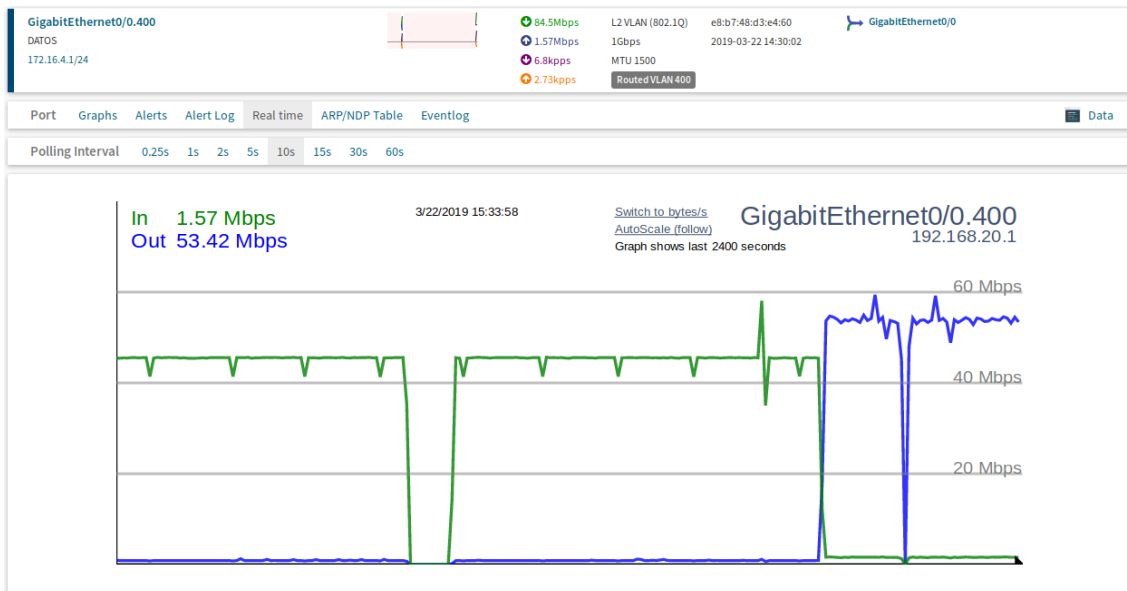 GigabitEthernet0/0.400
DATOS
172.16.4.1/24
84.5Mbps
1.57Mbps
6.8kpps
2.73kpps
L2 VLAN (802.1Q)
1Gbps
MTU 1500
Routed VLAN 400
e8:b7:48:d3:e4:60
2019-03-22 14:30:02
GigabitEthernet0/0
Port Graphs Alerts Alert Log Real time ARP/NDP Table Eventlog Data
Polling Interval 0.25s 1s 2s 5s 10s 15s 30s 60s
In 1.57 Mbps
Out 53.42 Mbps
3/22/2019 15:33:58
Switch to bytes/s
AutoScale (follow)
Graph shows last 2400 seconds
GigabitEthernet0/0.400
192.168.20.1
60 Mbps
40 Mbps
20 Mbps